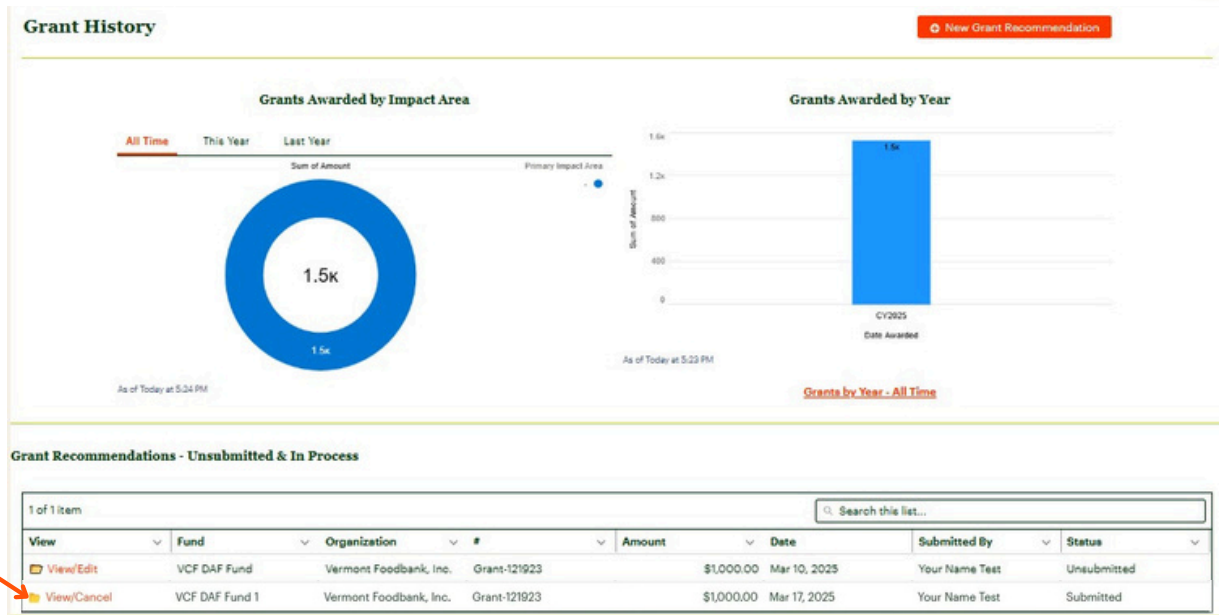 Grant History
New Grant Recommendation
Grants Awarded by Impact Area
All Time This Year Last Year
Sum of Amount
Primary Impact Area
-
1.5K
1.5K
As of Today at 5:24 PM
Grants Awarded by Year
1.6K
1.2K
800
400
0
Sum of Amount
1.5K
CY2025
Date Awarded
As of Today at 5:23 PM
Grants by Year - All Time
Grant Recommendations - Unsubmitted & In Process
1 of 1 item
Search this list...
View Fund Organization # Amount Date Submitted By Status
View/Edit VCF DAF Fund Vermont Foodbank, Inc. Grant-121923 $1,000.00 Mar 10, 2025 Your Name Test Unsubmitted
View/Cancel VCF DAF Fund 1 Vermont Foodbank, Inc. Grant-121923 $1,000.00 Mar 17, 2025 Your Name Test Submitted